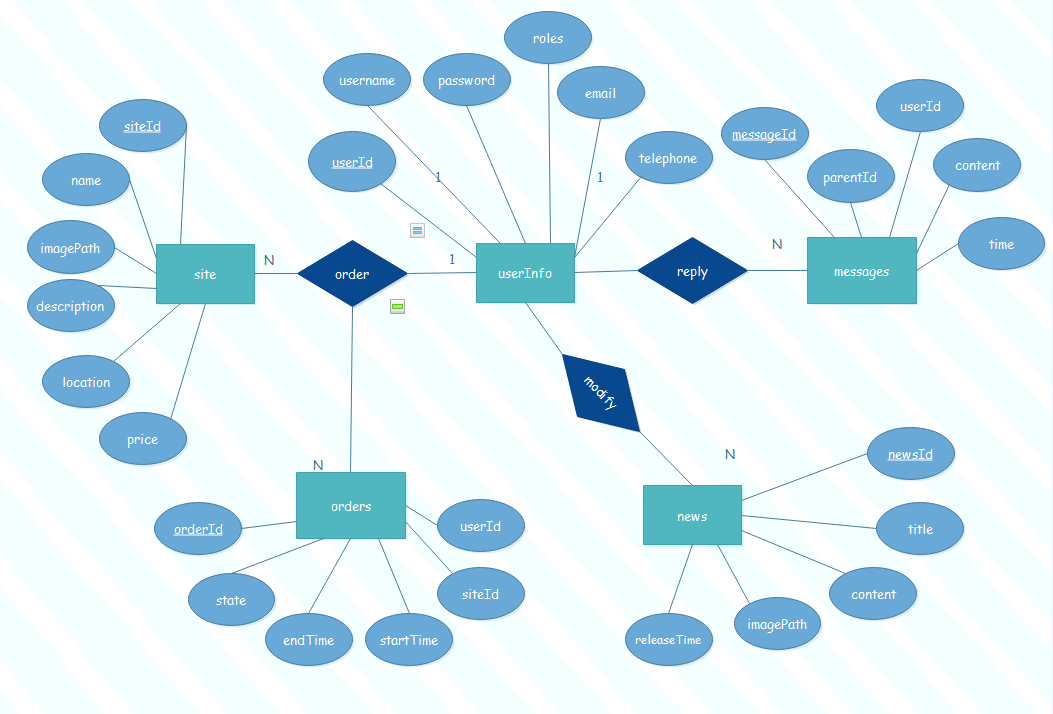 roles
username
password
email
siteId
userId
telephone
name
1
1
messageId
userId
parentId
content
imagePath
time
site
N
order
1
userInfo
reply
N
messages
description
location
price
modify
N
N
newsId
orders
news
orderId
userId
title
state
siteId
content
endTime
startTime
releaseTime
imagePath